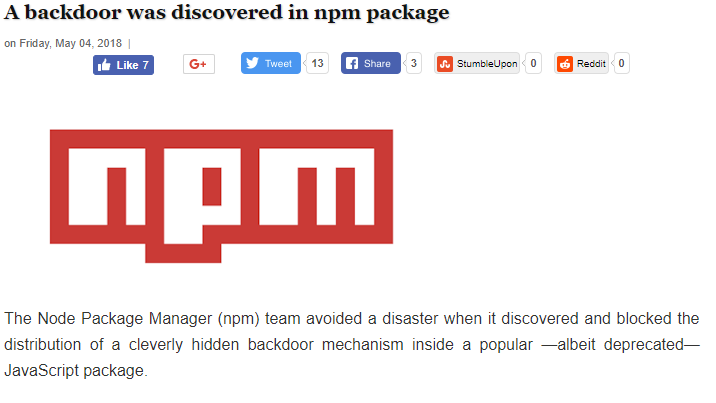 A backdoor was discovered in npm package
on Friday, May 04, 2018 |
Like 7 G+ Tweet 13 Share 3 StumbleUpon 0 Reddit 0
npm
The Node Package Manager (npm) team avoided a disaster when it discovered and blocked the
distribution of a cleverly hidden backdoor mechanism inside a popular —albeit deprecated—
JavaScript package.